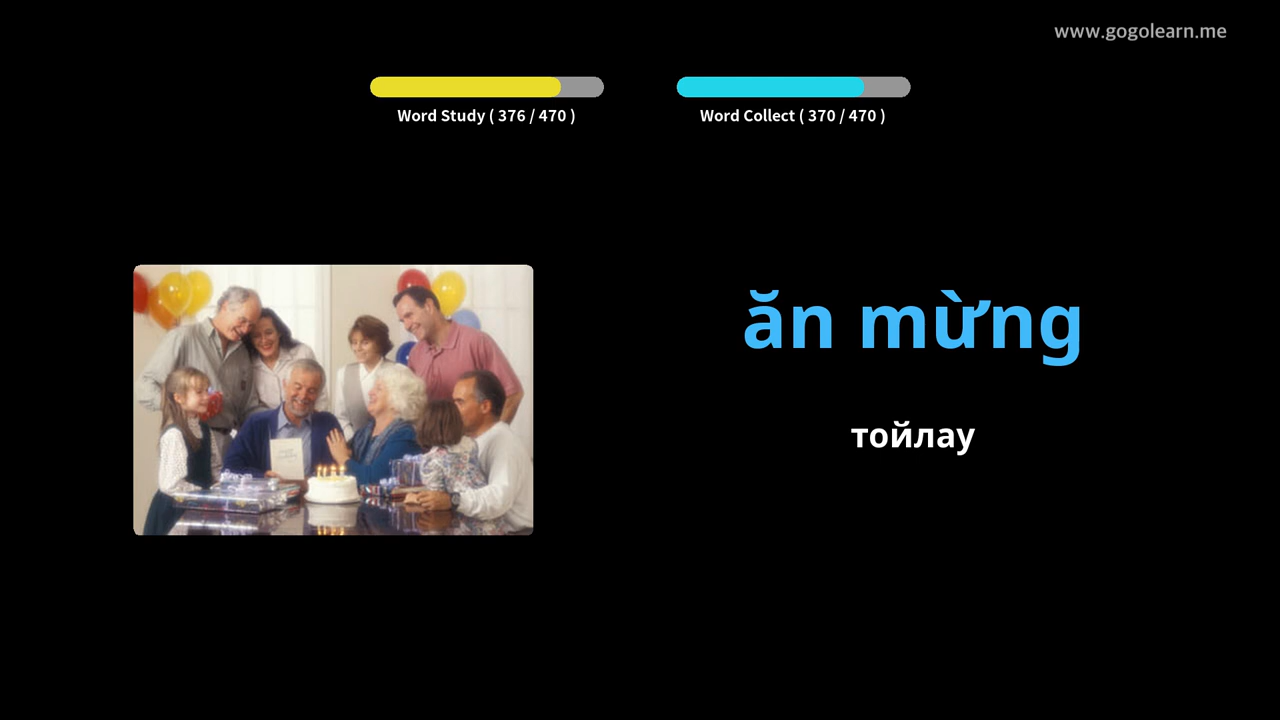 www.gogolearn.me
Word Study ( 376 / 470 )
Word Collect ( 370 / 470 )
ăn mừng
тойлау